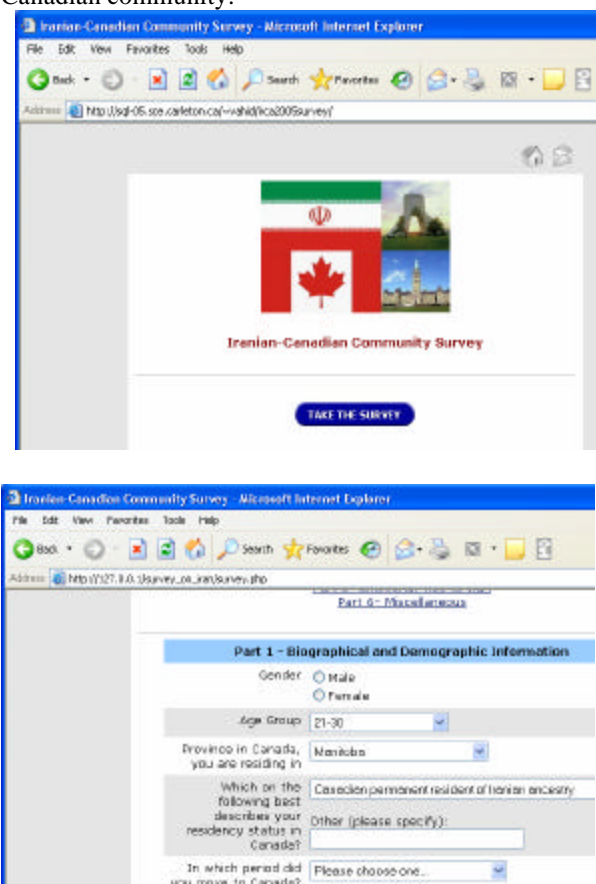 Canadian community.
Iranian-Canadian Community Survey - Microsoft Internet Explorer
File Edit View Favorites Tools Help
Back Search Favorites
Address
Iranian-Canadian Community Survey
TAKE THE SURVEY
Iranian-Canadian Community Survey - Microsoft Internet Explorer
File Edit View Favorites Tools Help
Back Search Favorites
Address
Part 6- Miscellaneous
Part 1 - Biographical and Demographic Information
Gender Male
Female
Age Group 21-30
Province in Canada, Manitoba
you are residing in
Which on the
following best Canadian permanent resident of Iranian ancestry
describes your Other (please specify):
residency status in
Canada?
In which period did Please choose one..
you move to Canada?